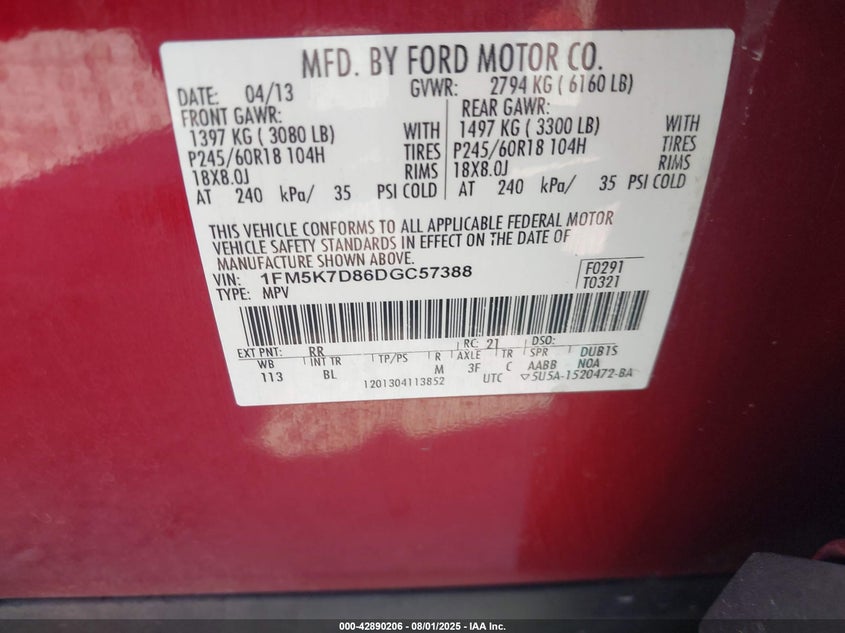 MFD. BY FORD MOTOR CO.
DATE: 04/13 GVWR: 2794 KG ( 6160 LB)
FRONT GAWR: REAR GAWR:
1397 KG ( 3080 LB) WITH 1497 KG ( 3300 LB) WITH
P245/60R18 104H TIRES P245/60R18 104H TIRES
18X8.0J RIMS 18X8.0J RIMS
AT 240 kPa/ 35 PSI COLD AT 240 kPa/ 35 PSI COLD
THIS VEHICLE CONFORMS TO ALL APPLICABLE FEDERAL MOTOR
VEHICLE SAFETY STANDARDS IN EFFECT ON THE DATE OF
MANUFACTURE SHOWN ABOVE.
VIN: 1FM5K7D86DGC57388 F0291
TYPE: MPV T0321
EXT PNT: RR RC: 21 DSO:
WB INT TR TP/PS R AXLE TR SPR DUB1S
113 BL M 3F C AABB N0A
1201304113852 UTC ▽5U5A-1520472-BA
000-42890206 - 08/01/2025 - IAA Inc.